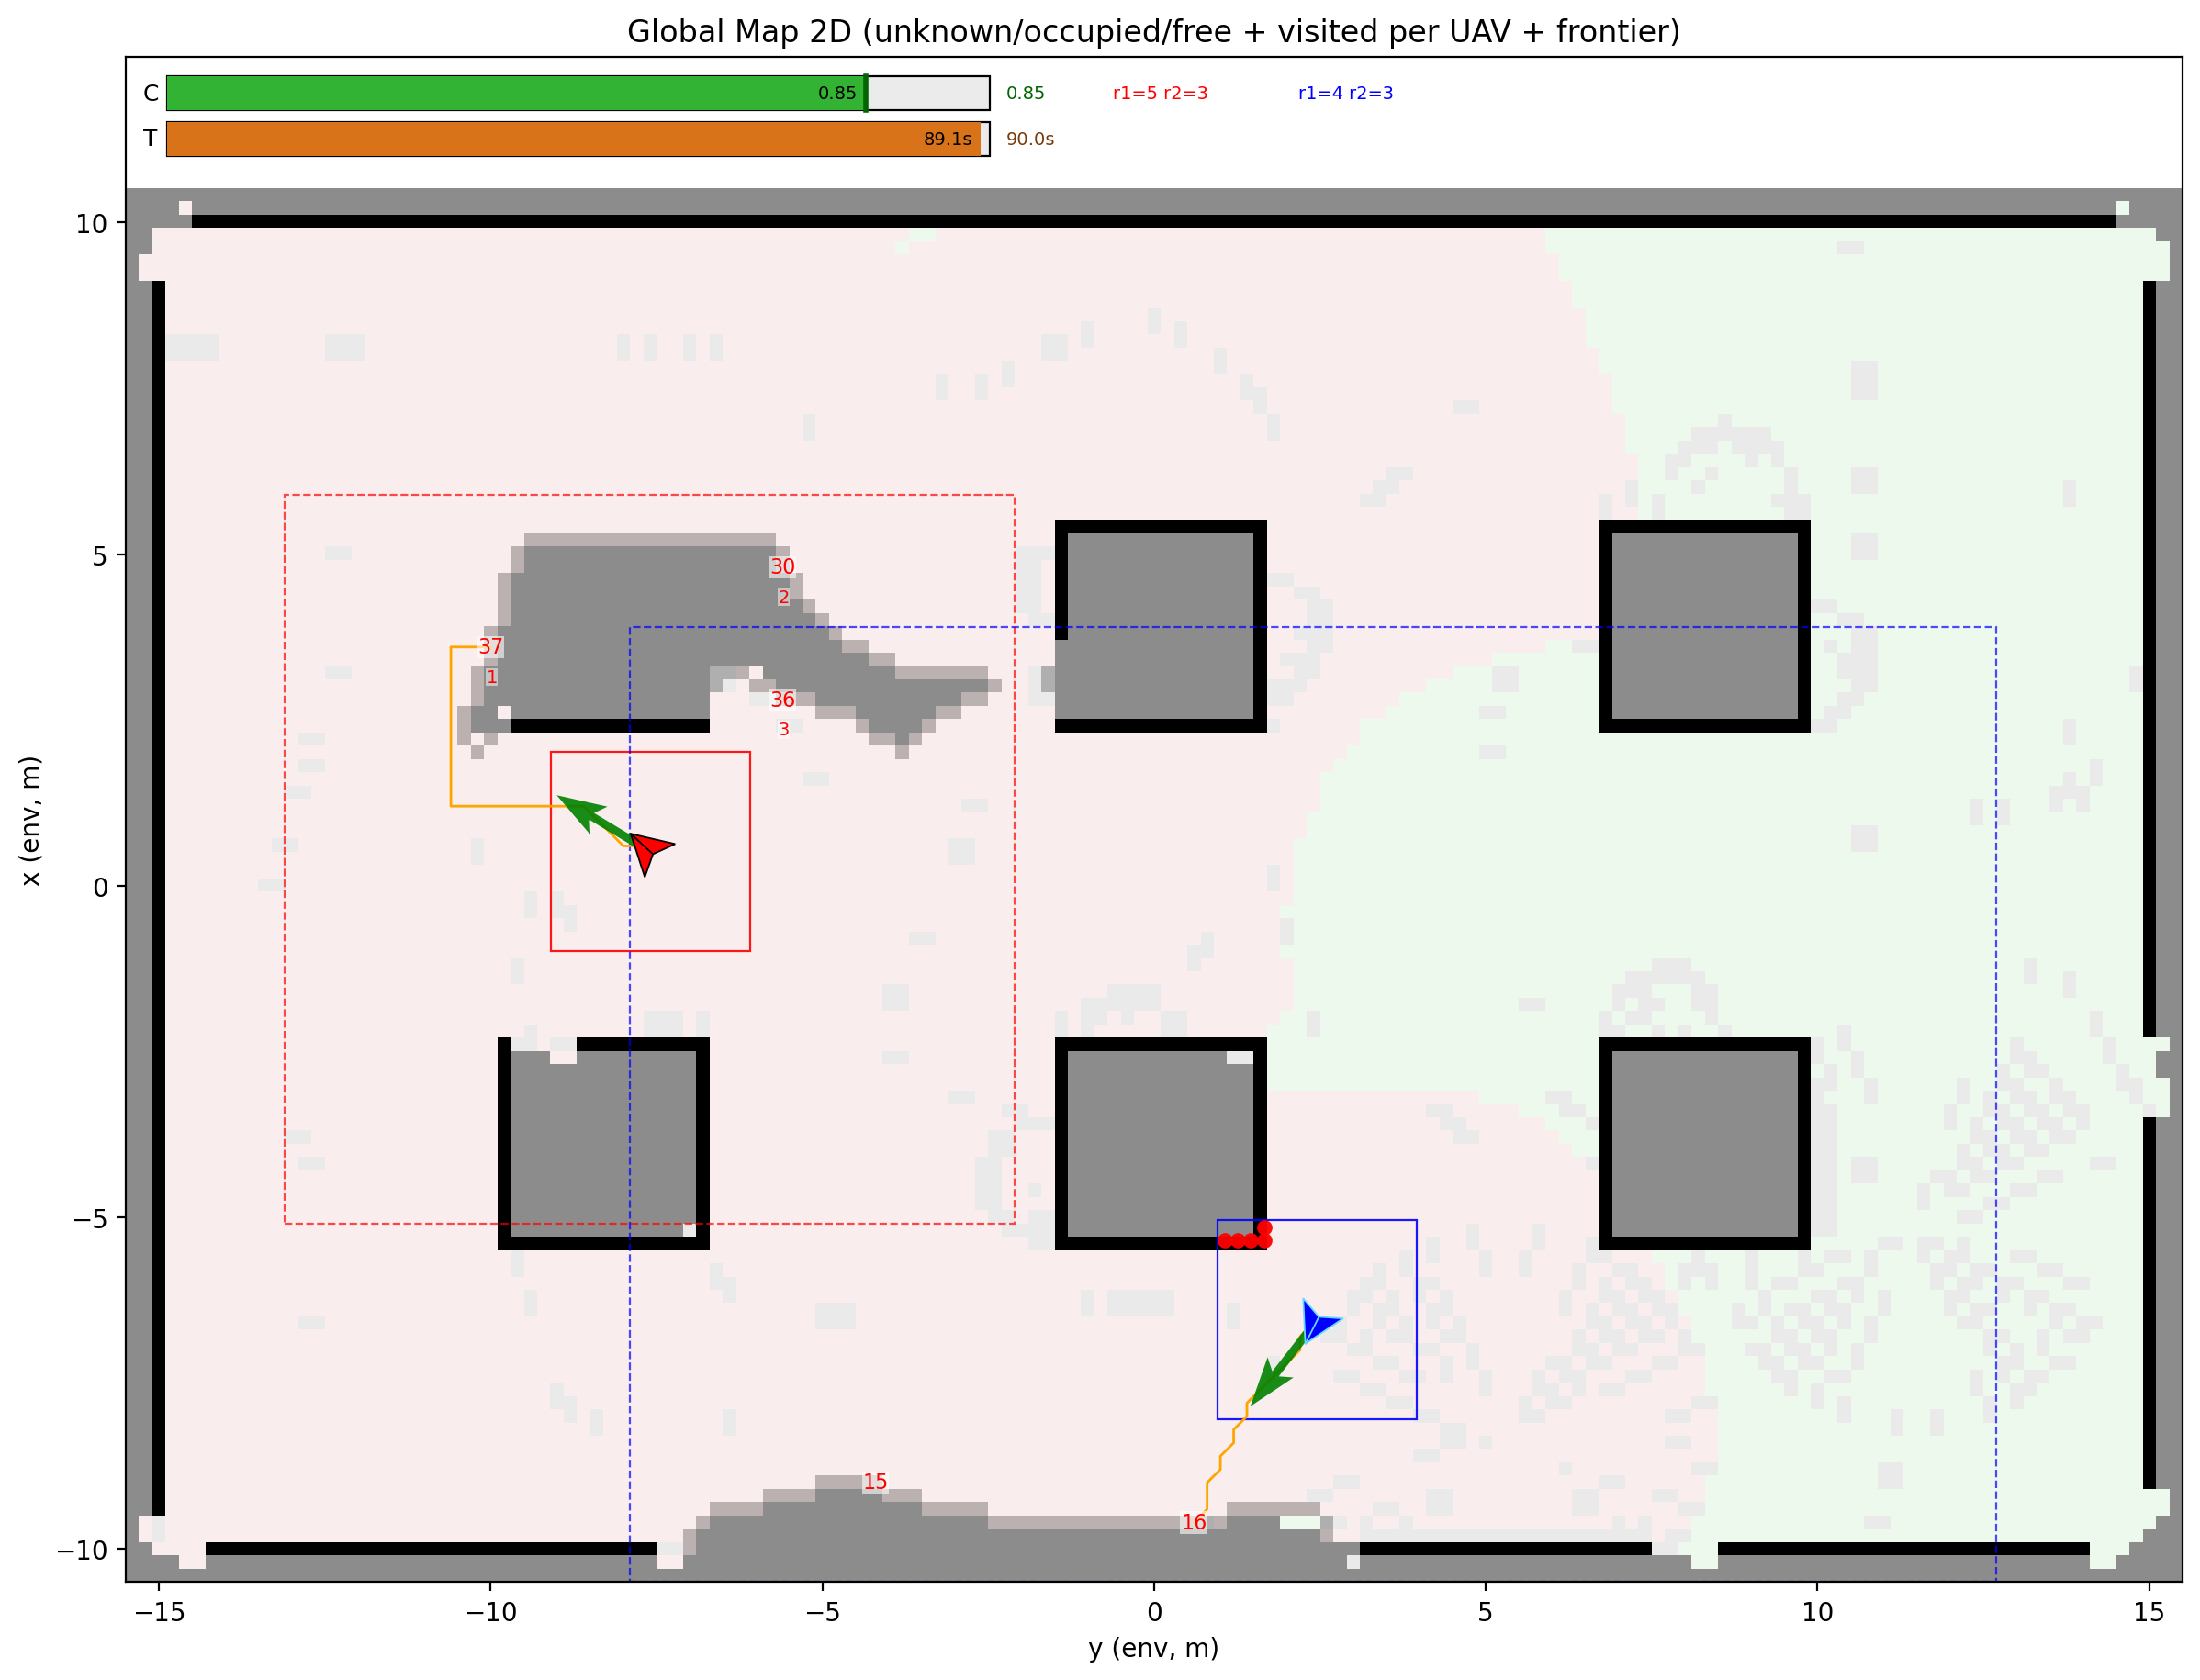 Global Map 2D (unknown/occupied/free + visited per UAV + frontier)
C 0.85 0.85 r1=5 r2=3 r1=4 r2=3
T 89.1s 90.0s
10
5
0
−5
−10
x (env, m)
30
2
37
1
36
3
15
16
−15 −10 −5 0 5 10 15
y (env, m)